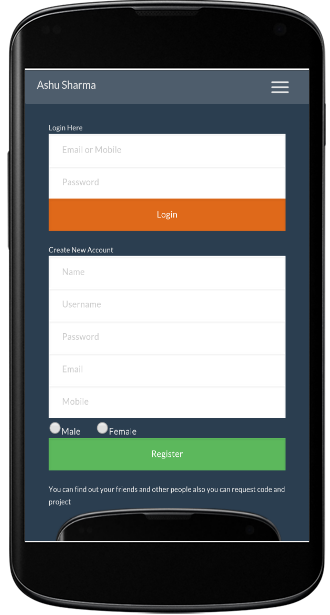 Ashu Sharma
Login Here
Email or Mobile
Password
Login
Create New Account
Name
Username
Password
Email
Mobile
Male Female
Register
You can find out your friends and other people also you can request code and
project